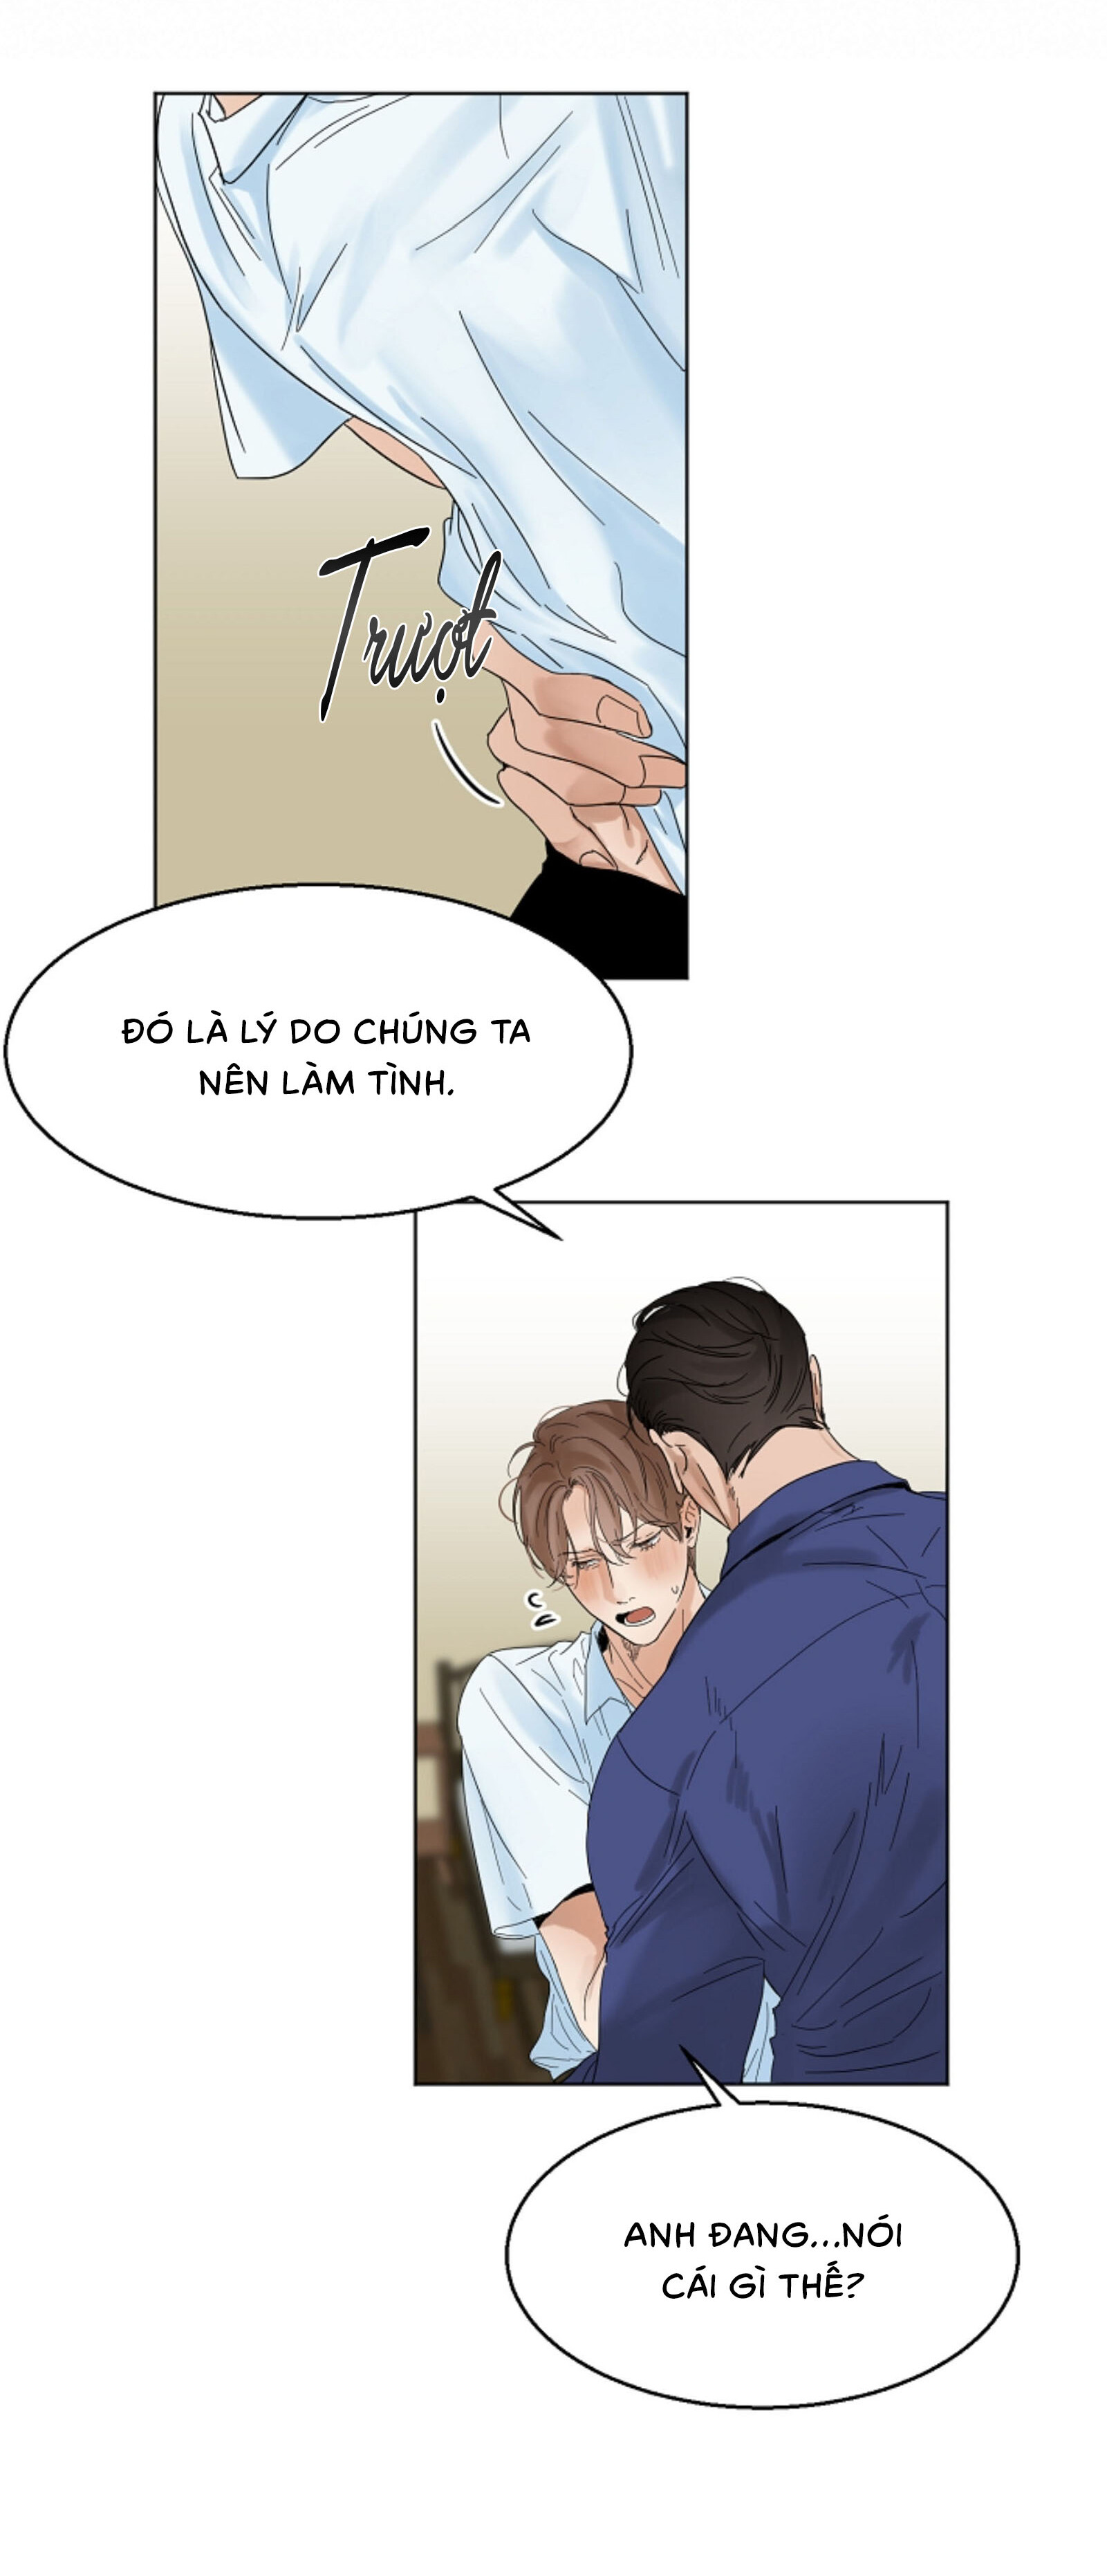 Trượt
ĐÓ LÀ LÝ DO CHÚNG TA
NÊN LÀM TÌNH.
ANH ĐANG...NÓI
CÁI GÌ THẾ?